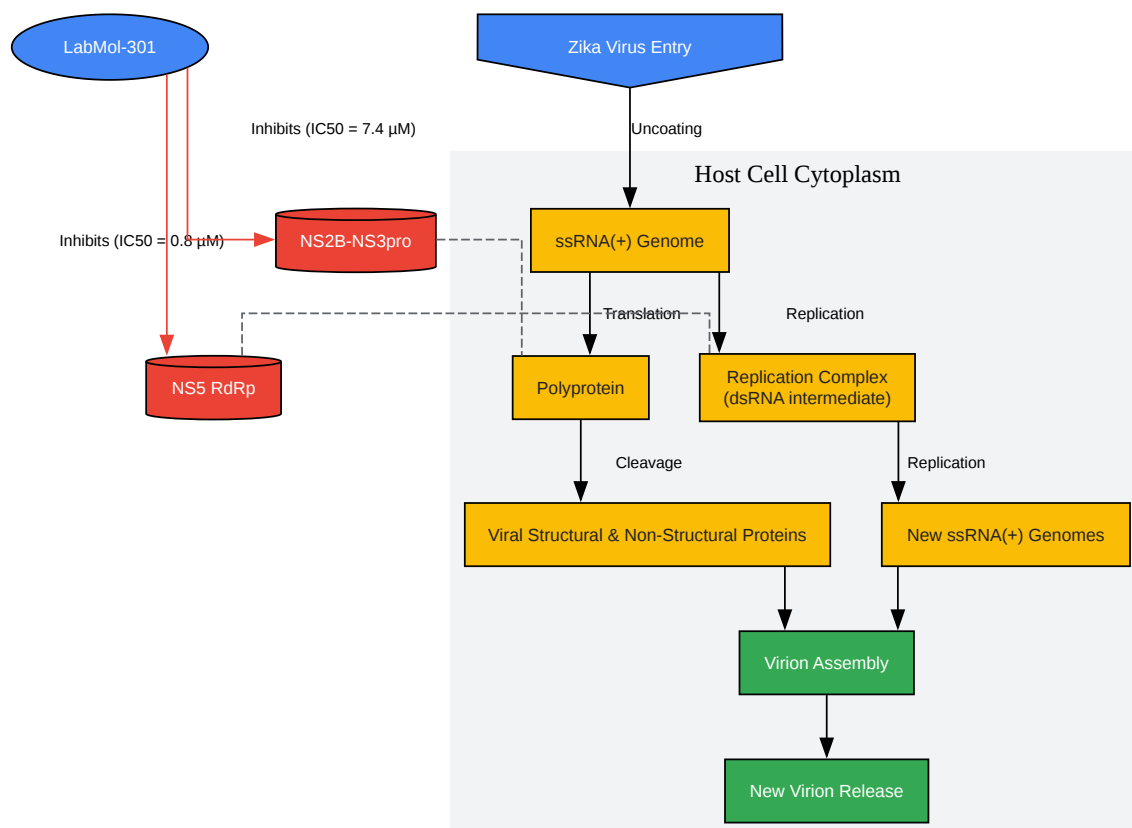 LabMol-301
Zika Virus Entry
Inhibits (IC50 = 7.4 µM)
Uncoating
Host Cell Cytoplasm
Inhibits (IC50 = 0.8 µM)
NS2B-NS3pro
ssRNA(+) Genome
Translation
Replication
NS5 RdRp
Polyprotein
Replication Complex
(dsRNA intermediate)
Cleavage
Replication
Viral Structural & Non-Structural Proteins
New ssRNA(+) Genomes
Virion Assembly
New Virion Release